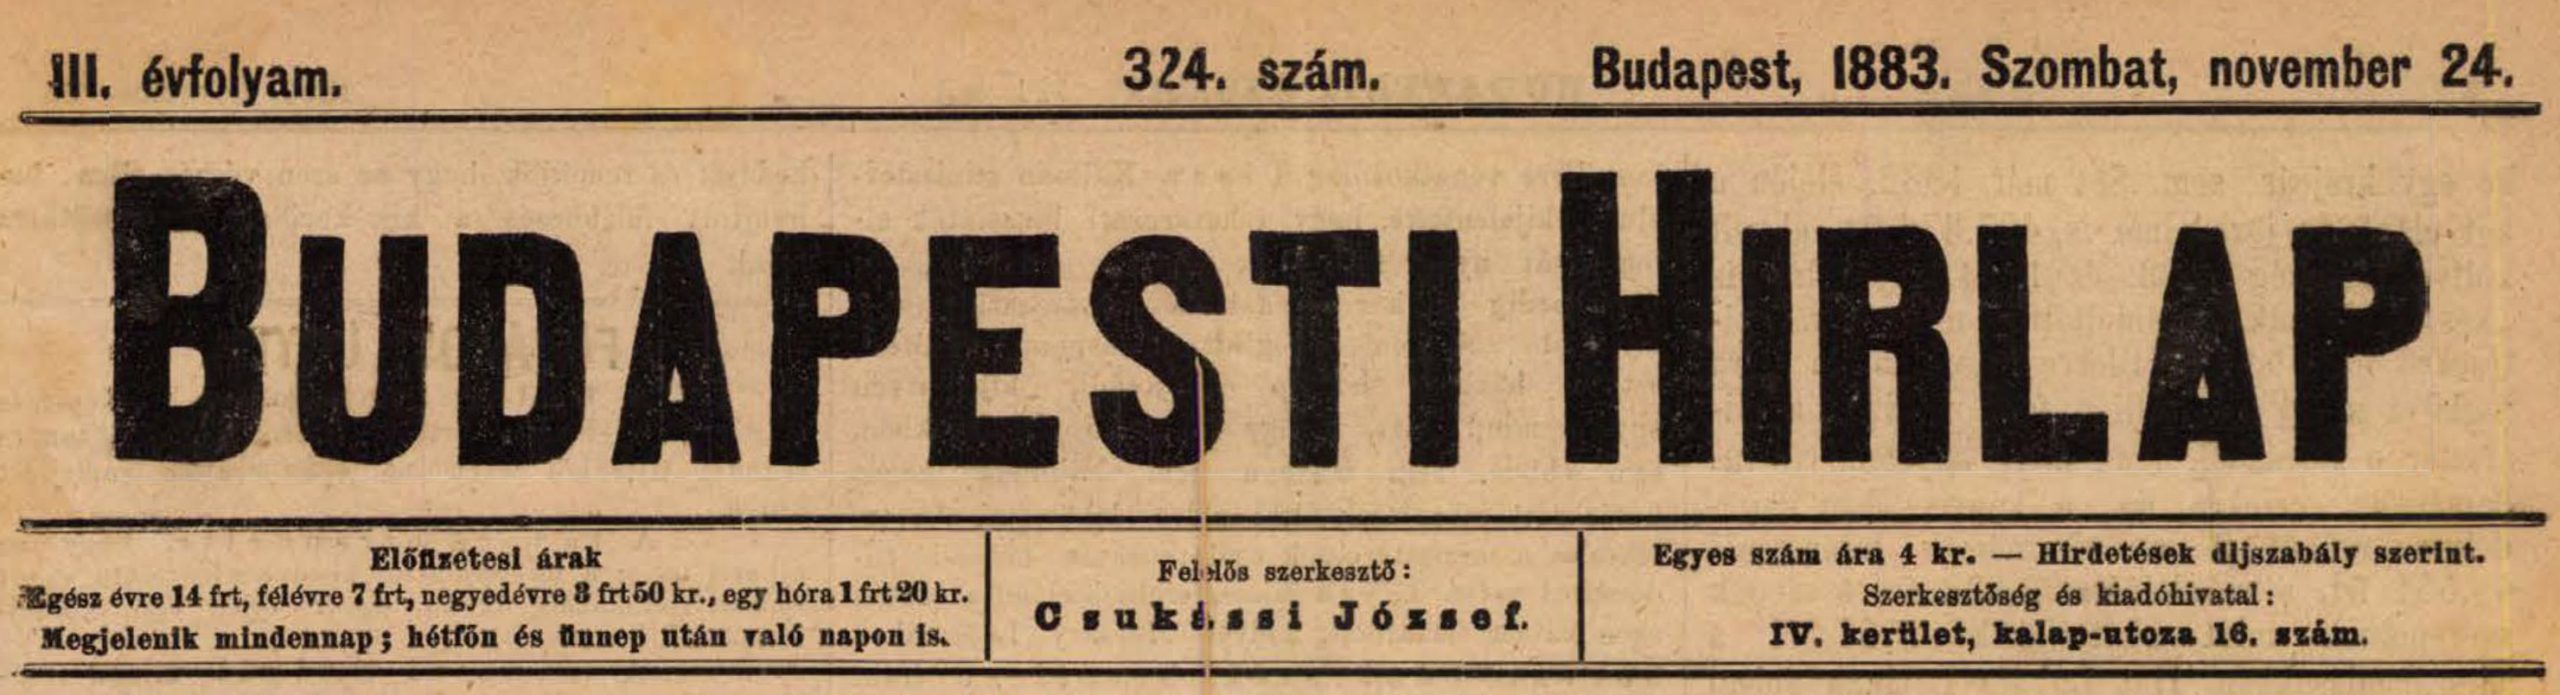 III. évfolyam. 324. szám. Budapest, 1883. Szombat, november 24.
BUDAPESTI HIRLAP
Előfizetesi árak
Egész évre 14 frt, félévre 7 frt, negyedévre 3 frt 50 kr., egy hóra 1 frt 20 kr.
Megjelenik mindennap; hétfőn és ünnep után való napon is.
Felelős szerkesztő:
Csukássi József.
Egyes szám ára 4 kr. — Hirdetések dijszabály szerint.
Szerkesztőség és kiadóhivatal:
IV. kerület, kalap-utcza 16. szám.